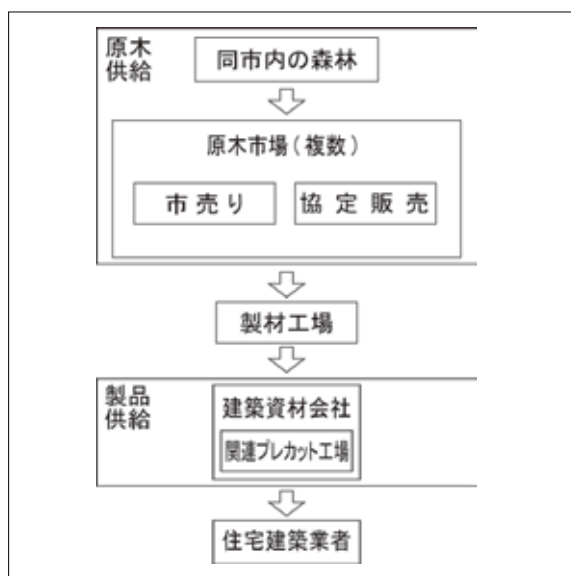 原木
供給
同市内の森林
原木市場(複数)
市売り
協定販売
製材工場
製品
供給
建築資材会社
関連プレカット工場
住宅建築業者